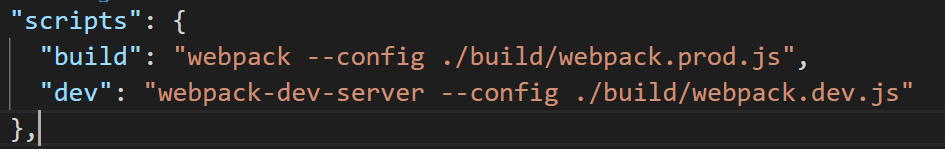 "scripts": {
"build": "webpack --config ./build/webpack.prod.js",
"dev": "webpack-dev-server --config ./build/webpack.dev.js"
},